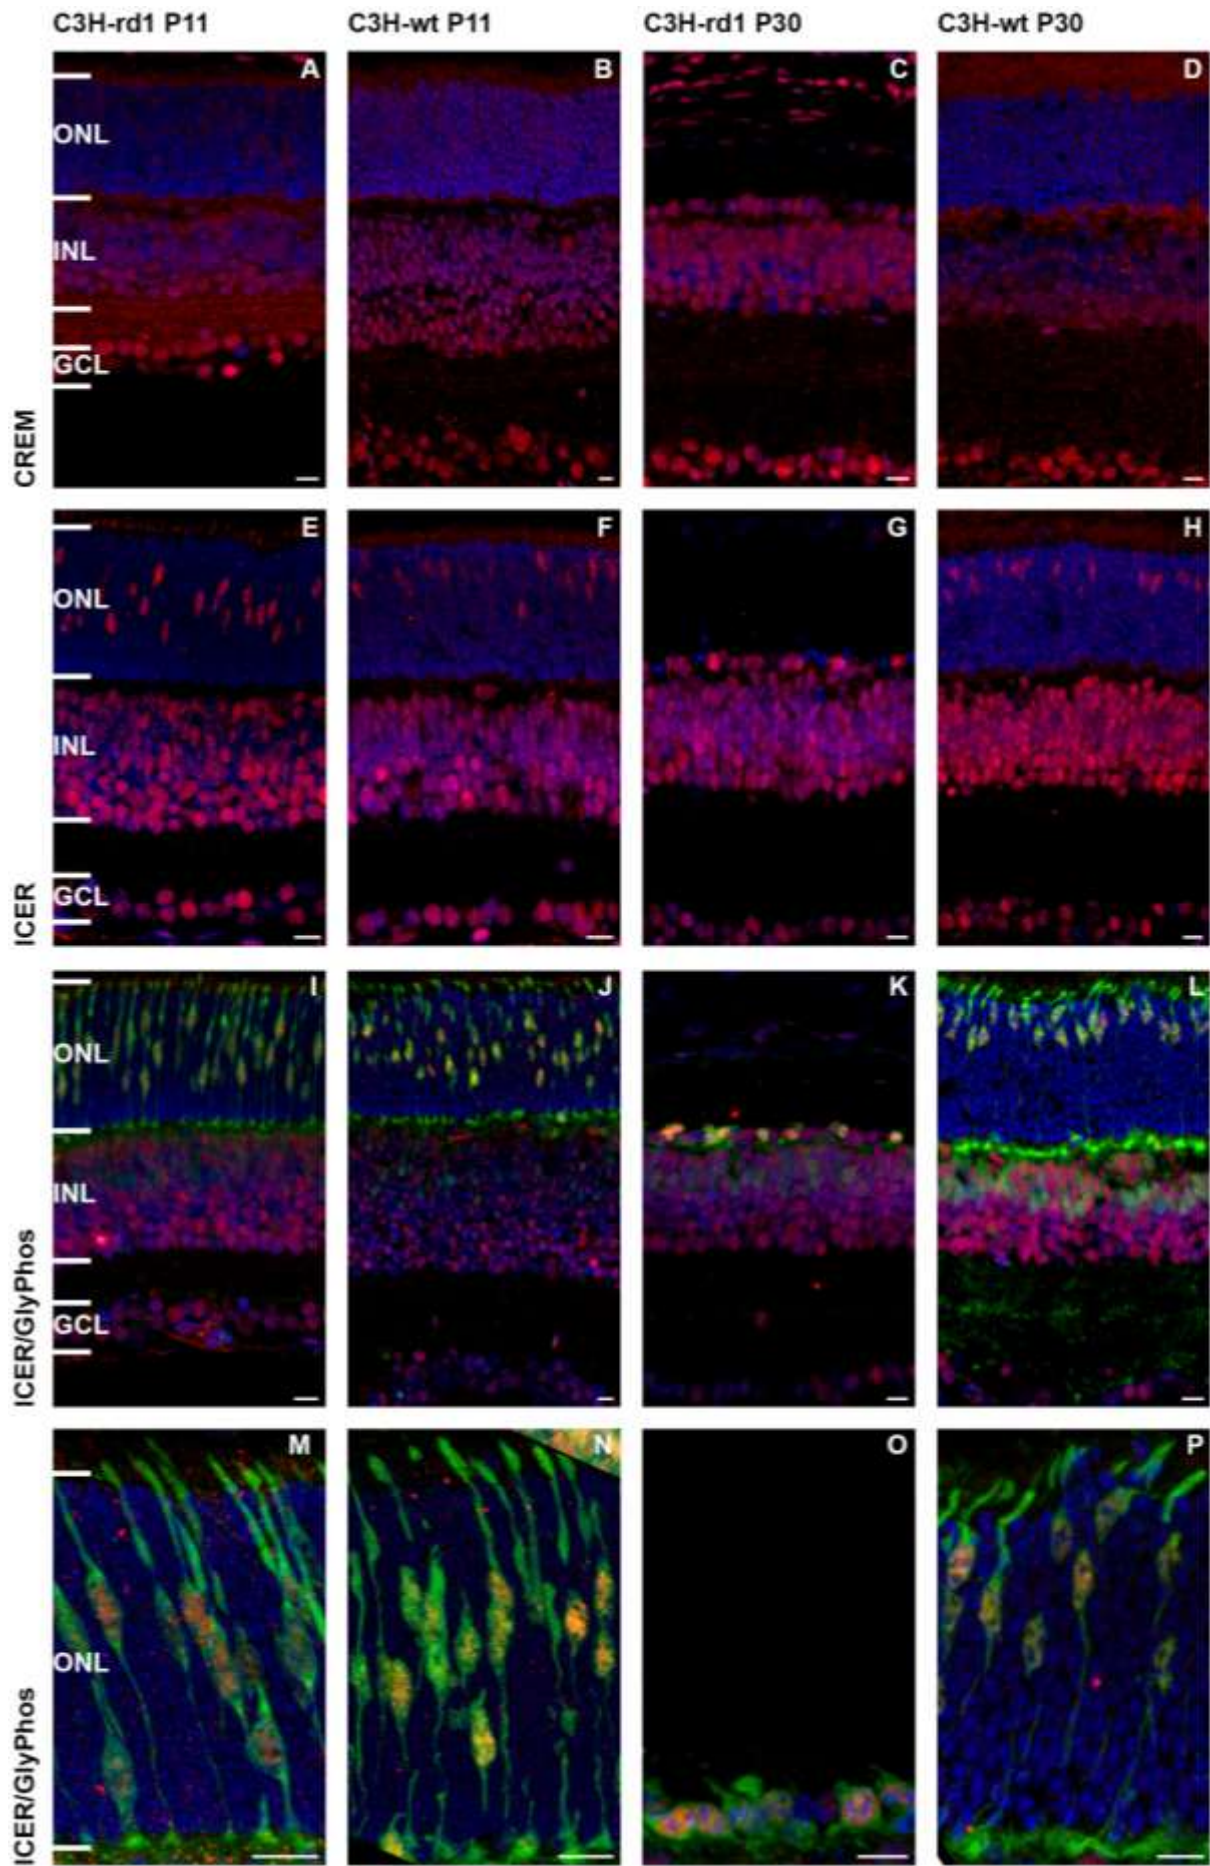 C3H-rd1 P11 C3H-wt P11 C3H-rd1 P30 C3H-wt P30
A B C D
ONL
INL
GCL
CREM
E F G H
ONL
INL
GCL
ICER
I J K L
ONL
INL
GCL
ICER/GlyPhos
M N O P
ONL
ICER/GlyPhos